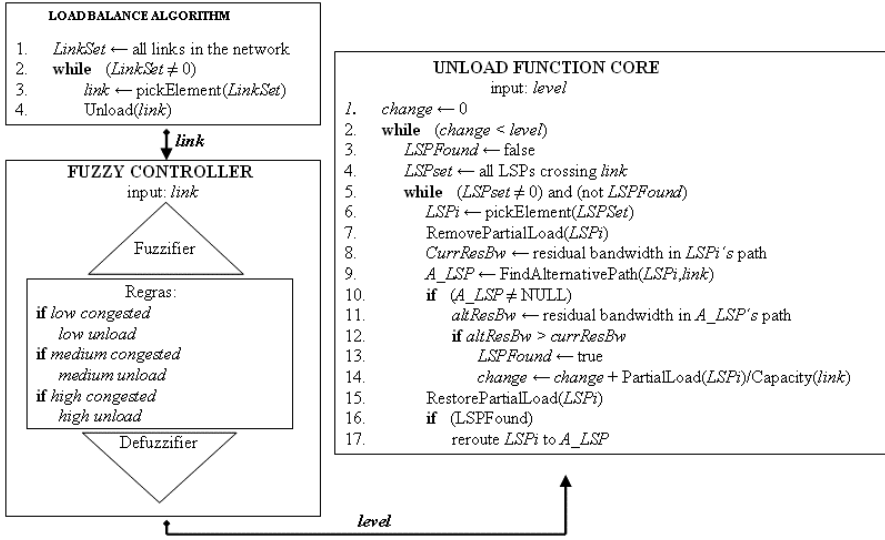 LOAD BALANCE ALGORITHM
1. LinkSet ← all links in the network
2. while (LinkSet ≠ 0)
3. link ← pickElement(LinkSet)
4. Unload(link)
link
FUZZY CONTROLLER
input: link
Fuzzifier
Regras:
if low congested
low unload
if medium congested
medium unload
if high congested
high unload
Defuzzifier
level
UNLOAD FUNCTION CORE
input: level
1. change ← 0
2. while (change < level)
3. LSPFound ← false
4. LSPset ← all LSPs crossing link
5. while (LSPset ≠ 0) and (not LSPFound)
6. LSPi ← pickElement(LSPSet)
7. RemovePartialLoad(LSPi)
8. CurrResBw ← residual bandwidth in LSPi´s path
9. A_LSP ← FindAlternativePath(LSPi,link)
10. if (A_LSP ≠ NULL)
11. altResBw ← residual bandwidth in A_LSP´s path
12. if altResBw > currResBw
13. LSPFound ← true
14. change ← change + PartialLoad(LSPi)/Capacity(link)
15. RestorePartialLoad(LSPi)
16. if (LSPFound)
17. reroute LSPi to A_LSP